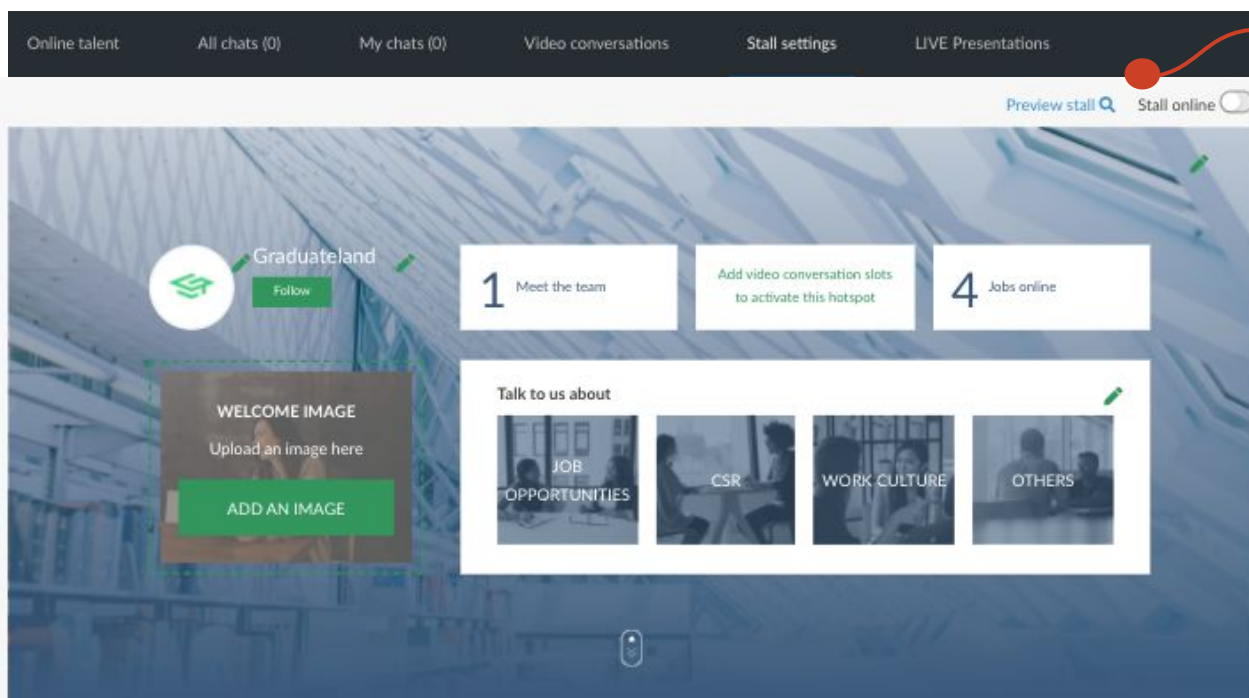 Online talent All chats (0) My chats (0) Video conversations Stall settings LIVE Presentations
Preview stall Stall online
Graduateland
Follow
1 Meet the team
Add video conversation slots
to activate this hotspot
4 Jobs online
WELCOME IMAGE
Upload an image here
ADD AN IMAGE
Talk to us about
JOB
OPPORTUNITIES
CSR
WORK CULTURE
OTHERS